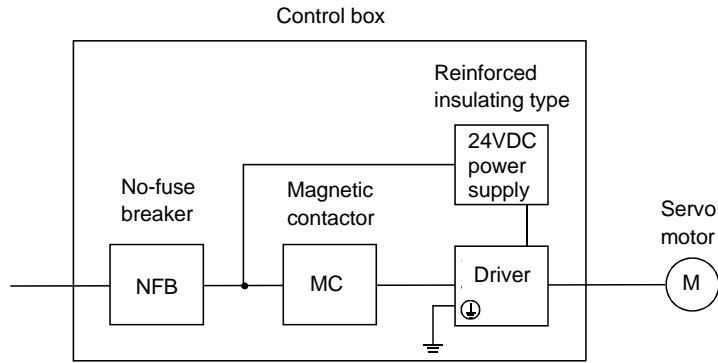 Control box
Reinforced
insulating type
24VDC
power
supply
No-fuse
breaker
Magnetic
contactor
Servo
motor
NFB
MC
Driver
M